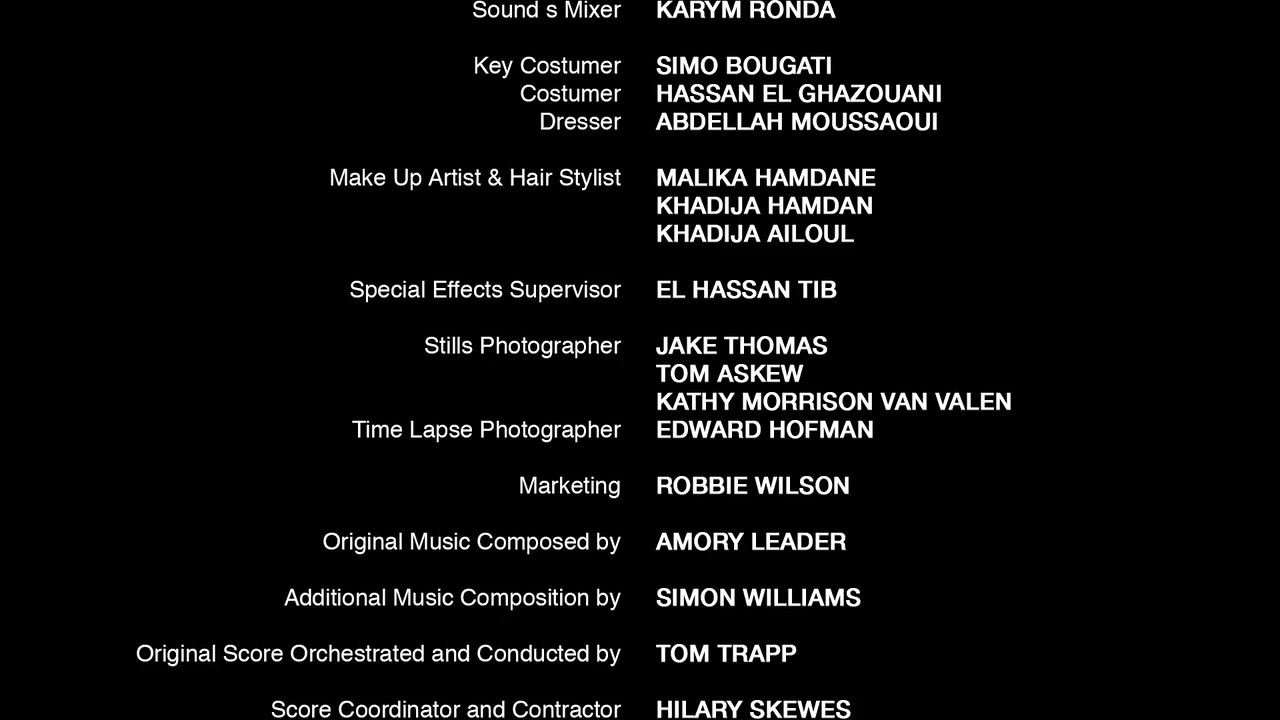 Sound s Mixer KARYM RONDA
Key Costumer SIMO BOUGATI
Costumer HASSAN EL GHAZOUANI
Dresser ABDELLAH MOUSSAOUI
Make Up Artist & Hair Stylist MALIKA HAMDANE
KHADIJA HAMDAN
KHADIJA AILOUL
Special Effects Supervisor EL HASSAN TIB
Stills Photographer JAKE THOMAS
TOM ASKEW
KATHY MORRISON VAN VALEN
Time Lapse Photographer EDWARD HOFMAN
Marketing ROBBIE WILSON
Original Music Composed by AMORY LEADER
Additional Music Composition by SIMON WILLIAMS
Original Score Orchestrated and Conducted by TOM TRAPP
Score Coordinator and Contractor HILARY SKEWES